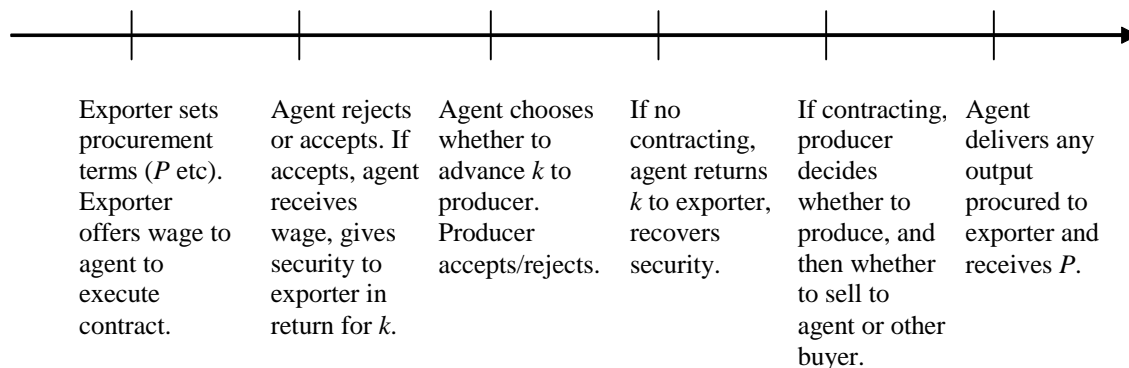 Exporter sets
procurement
terms (P etc).
Exporter
offers wage to
agent to
execute
contract.
Agent rejects
or accepts. If
accepts, agent
receives
wage, gives
security to
exporter in
return for k.
Agent chooses
whether to
advance k to
producer.
Producer
accepts/rejects.
If no
contracting,
agent returns
k to exporter,
recovers
security.
If contracting,
producer
decides
whether to
produce, and
then whether
to sell to
agent or other
buyer.
Agent
delivers any
output
procured to
exporter and
receives P.